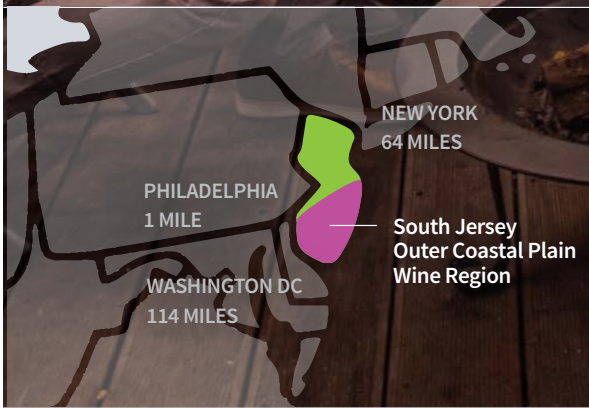 NEW YORK
64 MILES
PHILADELPHIA
1 MILE
South Jersey
Outer Coastal Plain
Wine Region
WASHINGTON DC
114 MILES